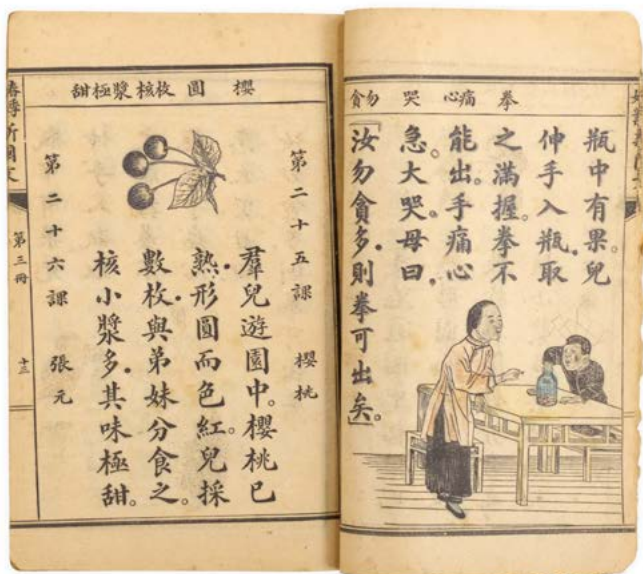 拳 痛心 哭 勿貪
瓶中有果。兒
伸手入瓶。取
之滿握。拳不
能出。手痛心
急。大哭。母曰。
「汝勿貪多。則拳可出矣。」
櫻 圓 枚核漿極甜
第二十五課 櫻桃
羣兒遊園中。櫻桃已
熟。形圓而色紅。兒採
數枚。與弟妹分食之。
核小漿多。其味極甜。
第二十六課 張元
新國文
第三冊
十三